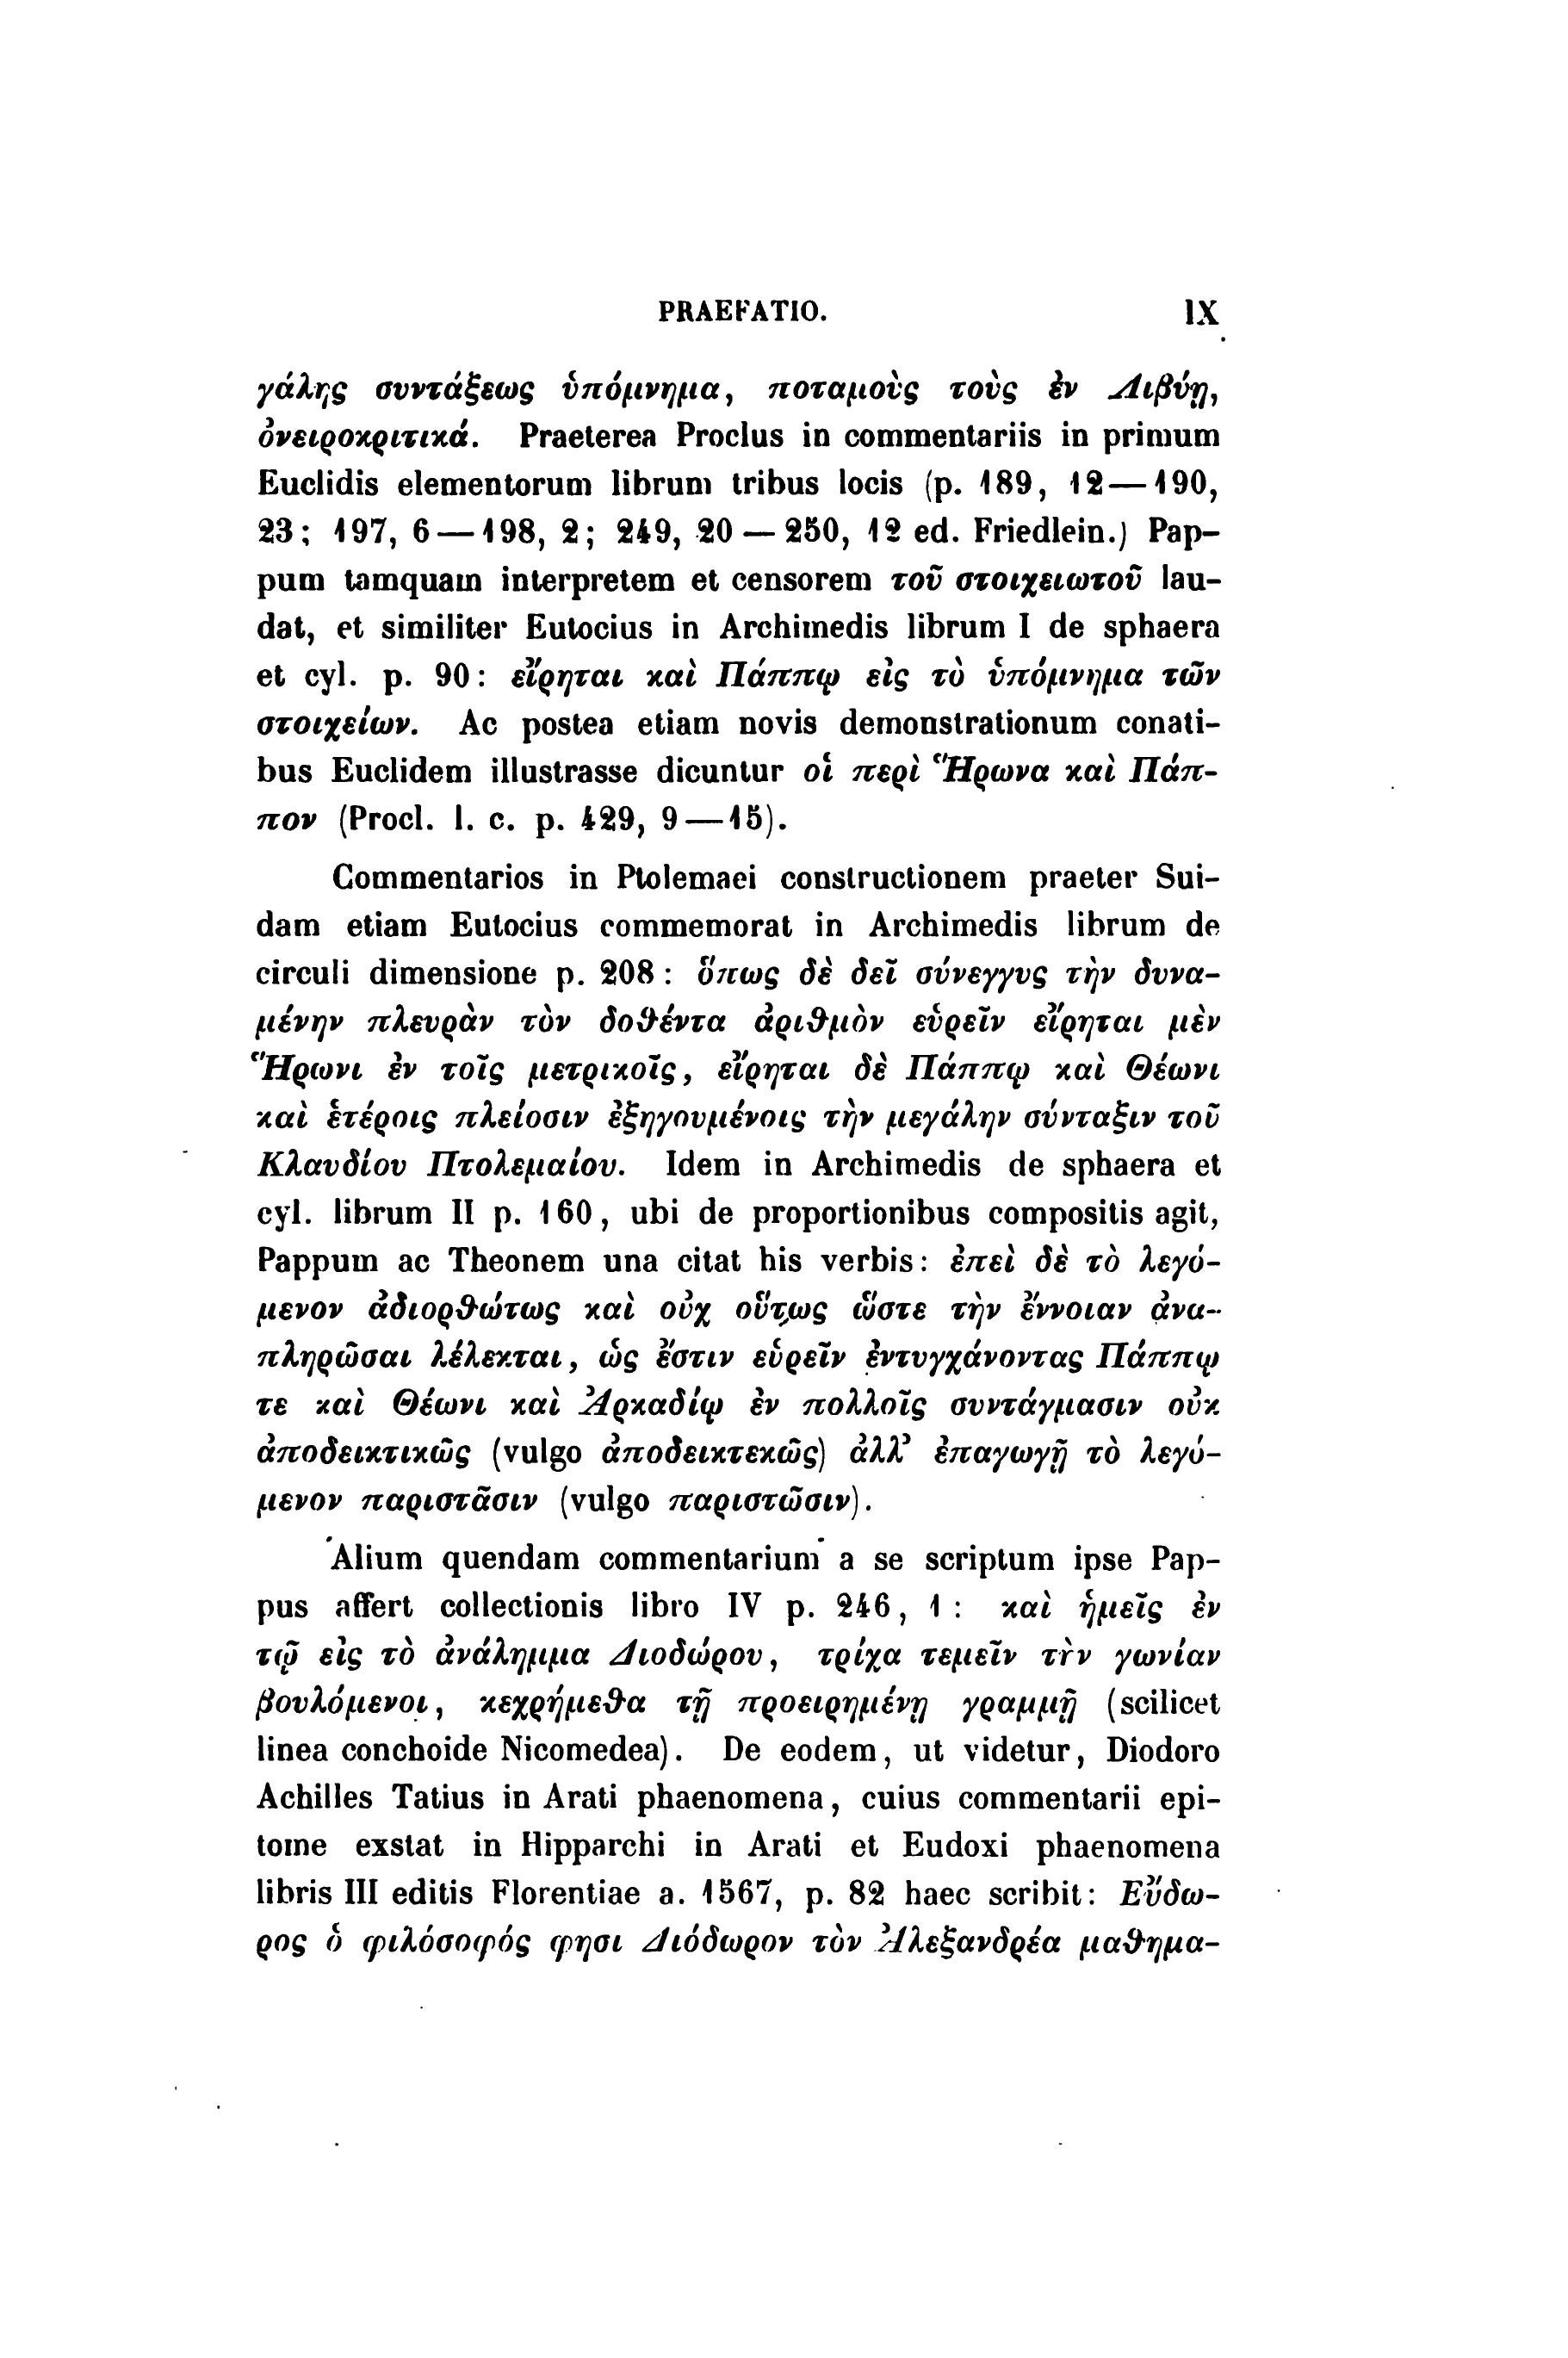 PRAEFATIO. IX
γάλης συντάξεως ὑπόμνημα, ποταμοὺς τοὺς ἐν Λιβύῃ,
ὀνειροκριτικά. Praeterea Proclus in commentariis in primum
Euclidis elementorum librum tribus locis (p. 189, 12—190,
23; 197, 6—198, 2; 249, 20—250, 12 ed. Friedlein.) Pap-
pum tamquam interpretem et censorem τοῦ στοιχειωτοῦ lau-
dat, et similiter Eutocius in Archimedis librum I de sphaera
et cyl. p. 90: εἴρηται καὶ Πάππῳ εἰς τὸ ὑπόμνημα τῶν
στοιχείων. Ac postea etiam novis demonstrationum conati-
bus Euclidem illustrasse dicuntur οἱ περὶ Ἥρωνα καὶ Πάπ-
πον (Procl. l. c. p. 429, 9—15).
Commentarios in Ptolemaei constructionem praeter Sui-
dam etiam Eutocius commemorat in Archimedis librum de
circuli dimensione p. 208: ὅπως δὲ δεῖ σύνεγγυς τὴν δυνα-
μένην πλευρὰν τὸν δοθέντα ἀριθμὸν εὑρεῖν εἴρηται μὲν
Ἥρωνι ἐν τοῖς μετρικοῖς, εἴρηται δὲ Πάππῳ καὶ Θέωνι
καὶ ἑτέροις πλείοσιν ἐξηγουμένοις τὴν μεγάλην σύνταξιν τοῦ
Κλαυδίου Πτολεμαίου. Idem in Archimedis de sphaera et
cyl. librum II p. 160, ubi de proportionibus compositis agit,
Pappum ac Theonem una citat his verbis: ἐπεὶ δὲ τὸ λεγό-
μενον ἀδιορθώτως καὶ οὐχ οὕτως ὥστε τὴν ἔννοιαν ἀνα-
πληρῶσαι λέλεκται, ὡς ἔστιν εὑρεῖν ἐντυγχάνοντας Πάππῳ
τε καὶ Θέωνι καὶ Ἀρκαδίῳ ἐν πολλοῖς συντάγμασιν οὐκ
ἀποδεικτικῶς (vulgo ἀποδεικτεκῶς) ἀλλ’ ἐπαγωγῇ τὸ λεγό-
μενον παριστᾶσιν (vulgo παριστῶσιν).
Alium quendam commentarium a se scriptum ipse Pap-
pus affert collectionis libro IV p. 246, 1: καὶ ἡμεῖς ἐν
τῷ εἰς τὸ ἀνάλημμα Διοδώρου, τρίχα τεμεῖν τὴν γωνίαν
βουλόμενοι, κεχρήμεθα τῇ προειρημένῃ γραμμῇ (scilicet
linea conchoide Nicomedea). De eodem, ut videtur, Diodoro
Achilles Tatius in Arati phaenomena, cuius commentarii epi-
tome exstat in Hipparchi in Arati et Eudoxi phaenomena
libris III editis Florentiae a. 1567, p. 82 haec scribit: Εὔδω-
ρος ὁ φιλόσοφός φησι Διόδωρον τὸν Ἀλεξανδρέα μαθημα-